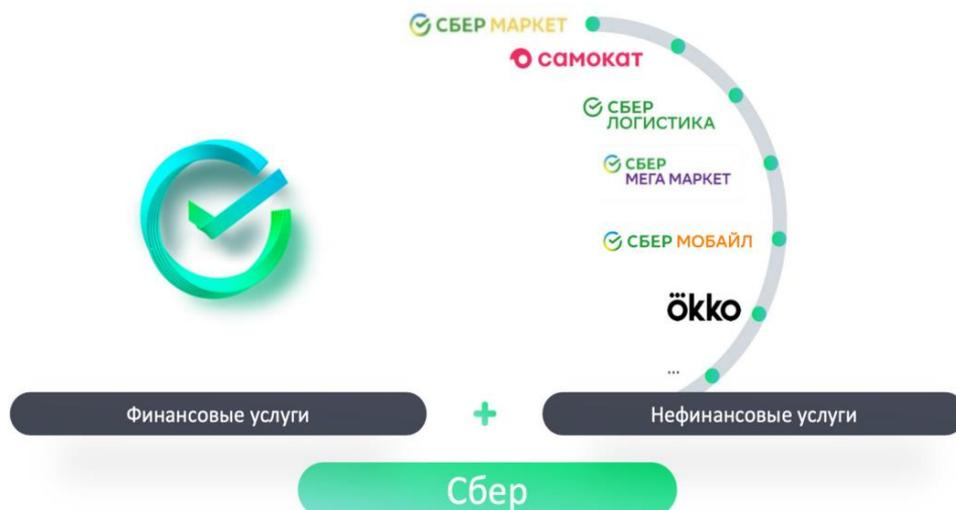 СБЕР МАРКЕТ
самокат
СБЕР
ЛОГИСТИКА
СБЕР
МЕГА МАРКЕТ
СБЕР МОБАЙЛ
ökko
...
Финансовые услуги + Нефинансовые услуги
Сбер